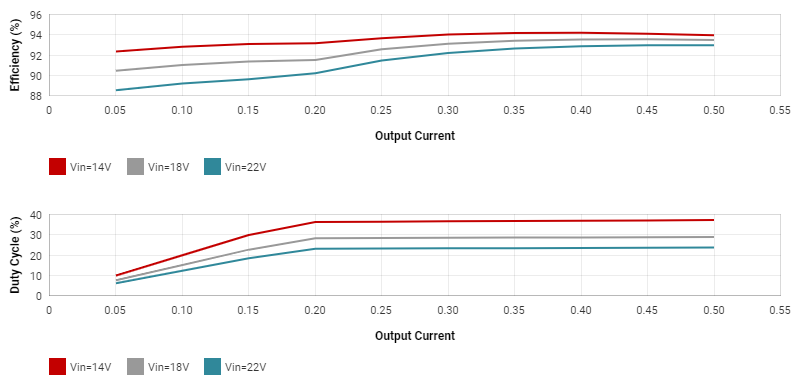 Efficiency (%)
96
94
92
90
88
0 0.05 0.10 0.15 0.20 0.25 0.30 0.35 0.40 0.45 0.50 0.55
Output Current
Vin=14V Vin=18V Vin=22V
Duty Cycle (%)
40
30
20
10
0
0 0.05 0.10 0.15 0.20 0.25 0.30 0.35 0.40 0.45 0.50 0.55
Output Current
Vin=14V Vin=18V Vin=22V